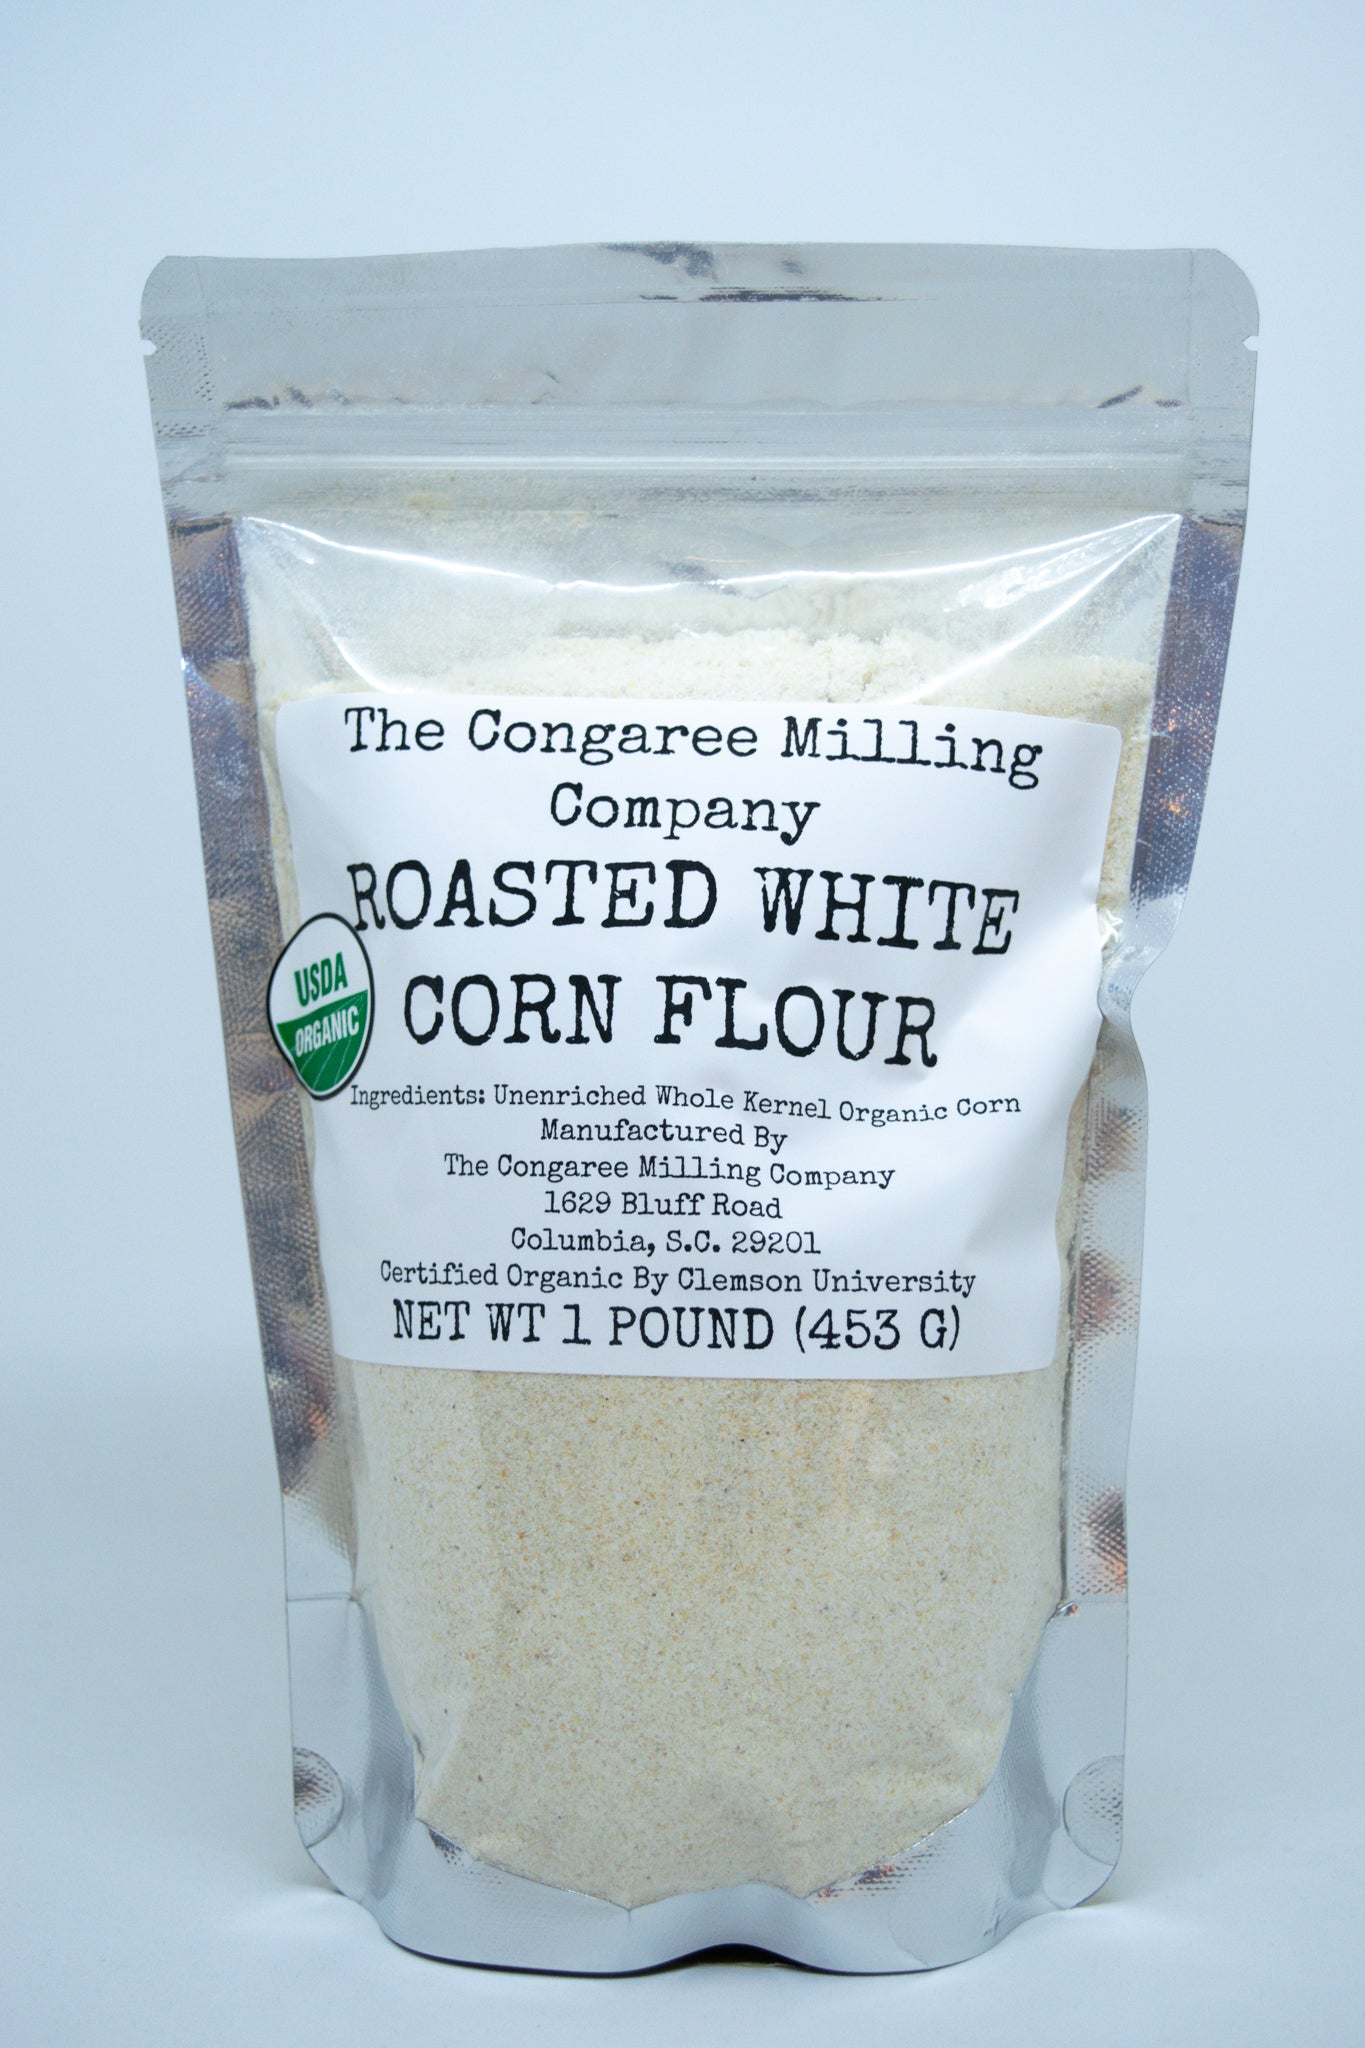 The Congaree Milling
Company
ROASTED WHITE
CORN FLOUR
USDA
ORGANIC
Ingredients: Unenriched Whole Kernel Organic Corn
Manufactured By
The Congaree Milling Company
1629 Bluff Road
Columbia, S.C. 29201
Certified Organic By Clemson University
NET WT 1 POUND (453 G)